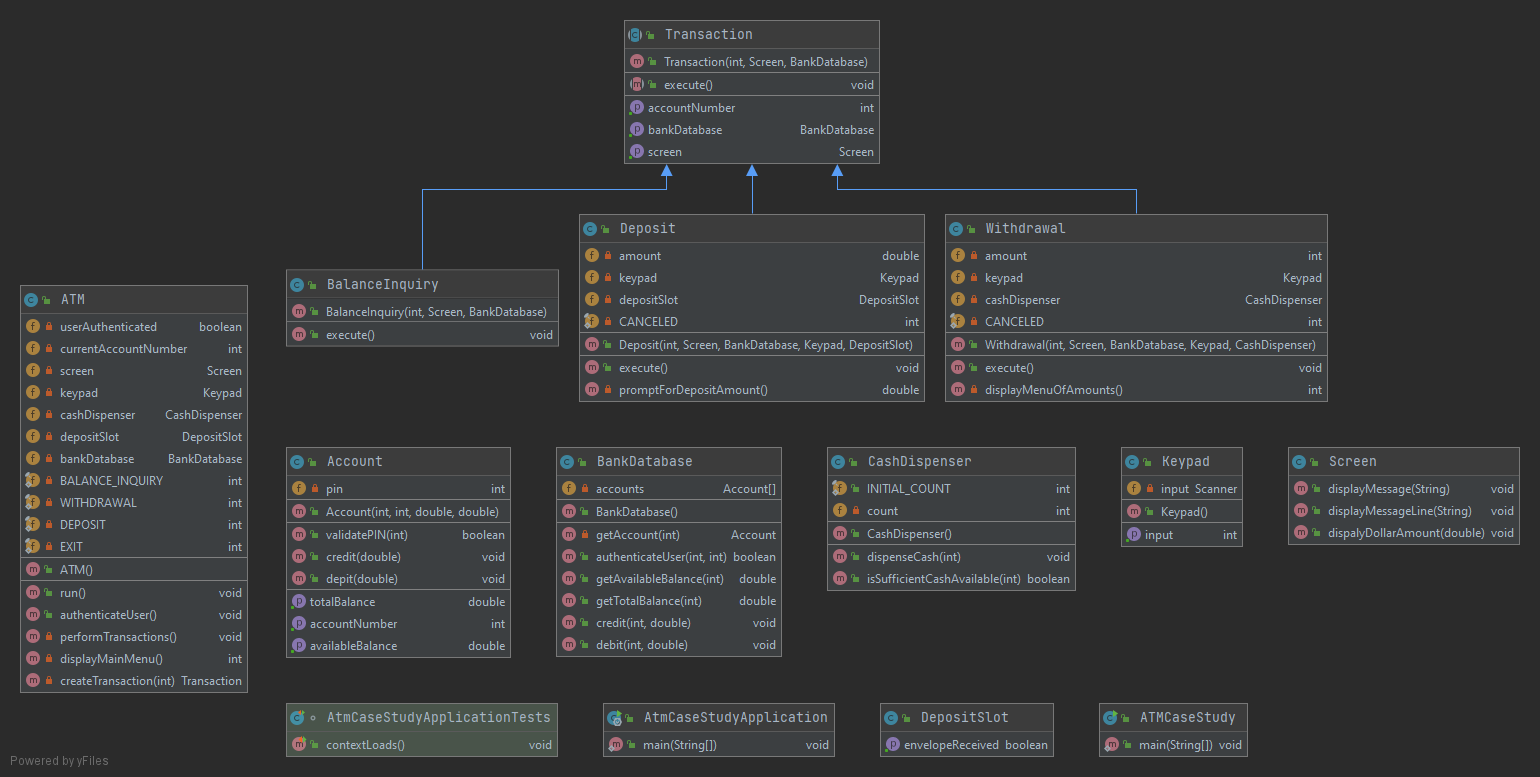 Transaction
Transaction(int, Screen, BankDatabase)
execute() void
accountNumber int
bankDatabase BankDatabase
screen Screen
BalanceInquiry
BalanceInquiry(int, Screen, BankDatabase)
execute() void
Deposit
amount double
keypad Keypad
depositSlot DepositSlot
CANCELED int
Deposit(int, Screen, BankDatabase, Keypad, DepositSlot)
execute() void
promptForDepositAmount() double
Withdrawal
amount int
keypad Keypad
cashDispenser CashDispenser
CANCELED int
Withdrawal(int, Screen, BankDatabase, Keypad, CashDispenser)
execute() void
displayMenuOfAmounts() int
ATM
userAuthenticated boolean
currentAccountNumber int
screen Screen
keypad Keypad
cashDispenser CashDispenser
depositSlot DepositSlot
bankDatabase BankDatabase
BALANCE_INQUIRY int
WITHDRAWAL int
DEPOSIT int
EXIT int
ATM()
run() void
authenticateUser() void
performTransactions() void
displayMainMenu() int
createTransaction(int) Transaction
Account
pin int
Account(int, int, double, double)
validatePIN(int) boolean
credit(double) void
depit(double) void
totalBalance double
accountNumber int
availableBalance double
BankDatabase
accounts Account[]
BankDatabase()
getAccount(int) Account
authenticateUser(int, int) boolean
getAvailableBalance(int) double
getTotalBalance(int) double
credit(int, double) void
debit(int, double) void
CashDispenser
INITIAL_COUNT int
count int
CashDispenser()
dispenseCash(int) void
isSufficientCashAvailable(int) boolean
Keypad
input Scanner
Keypad()
input int
Screen
displayMessage(String) void
displayMessageLine(String) void
dispalyDollarAmount(double) void
AtmCaseStudyApplicationTests
contextLoads() void
AtmCaseStudyApplication
main(String[]) void
DepositSlot
envelopeReceived boolean
ATMCaseStudy
main(String[]) void
Powered by yFiles